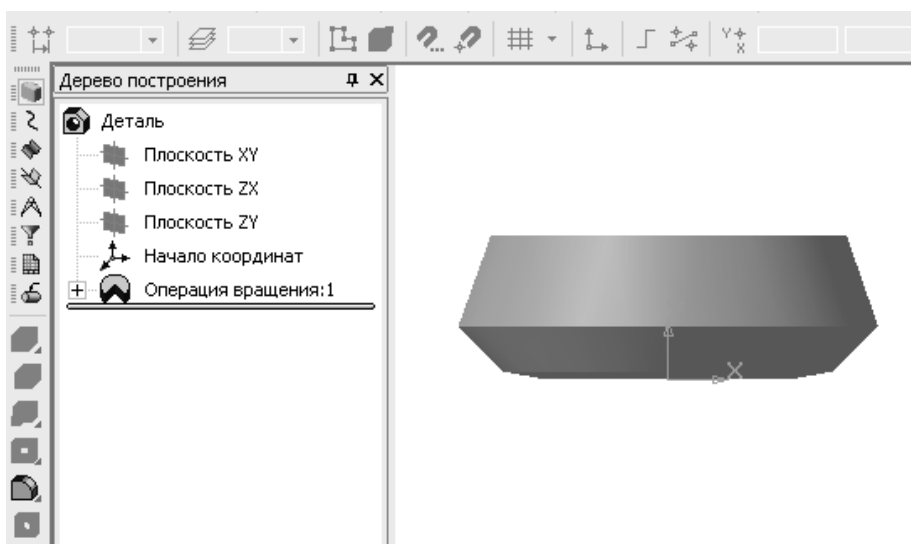 Дерево построения
Деталь
Плоскость XY
Плоскость ZX
Плоскость ZY
Начало координат
Операция вращения:1
X